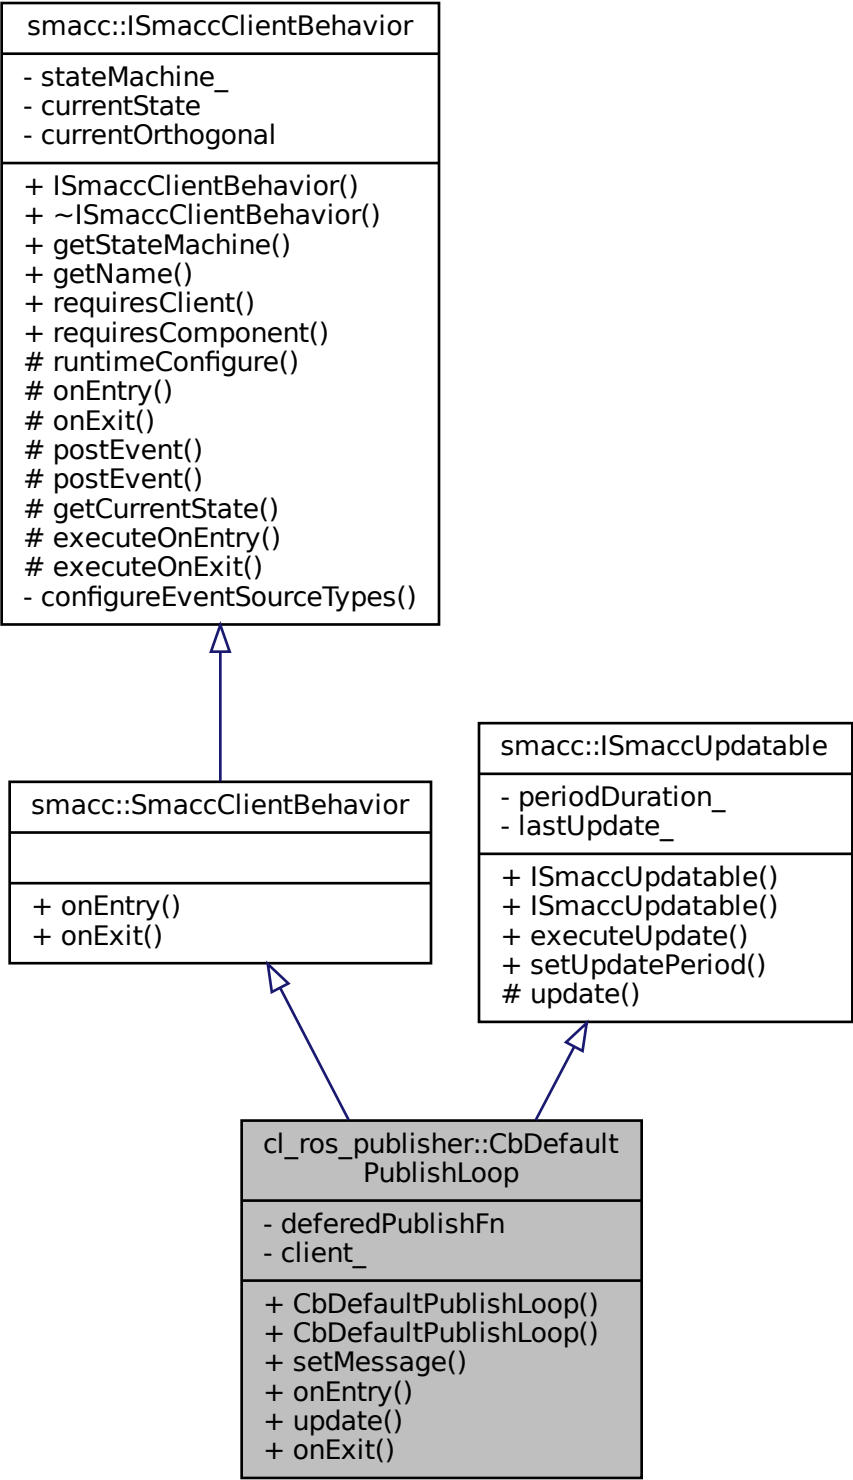 smacc::ISmaccClientBehavior
- stateMachine_
- currentState
- currentOrthogonal
+ ISmaccClientBehavior()
+ ~ISmaccClientBehavior()
+ getStateMachine()
+ getName()
+ requiresClient()
+ requiresComponent()
# runtimeConfigure()
# onEntry()
# onExit()
# postEvent()
# postEvent()
# getCurrentState()
# executeOnEntry()
# executeOnExit()
- configureEventSourceTypes()
smacc::SmaccClientBehavior
+ onEntry()
+ onExit()
smacc::ISmaccUpdatable
- periodDuration_
- lastUpdate_
+ ISmaccUpdatable()
+ ISmaccUpdatable()
+ executeUpdate()
+ setUpdatePeriod()
# update()
cl_ros_publisher::CbDefault
PublishLoop
- deferedPublishFn
- client_
+ CbDefaultPublishLoop()
+ CbDefaultPublishLoop()
+ setMessage()
+ onEntry()
+ update()
+ onExit()